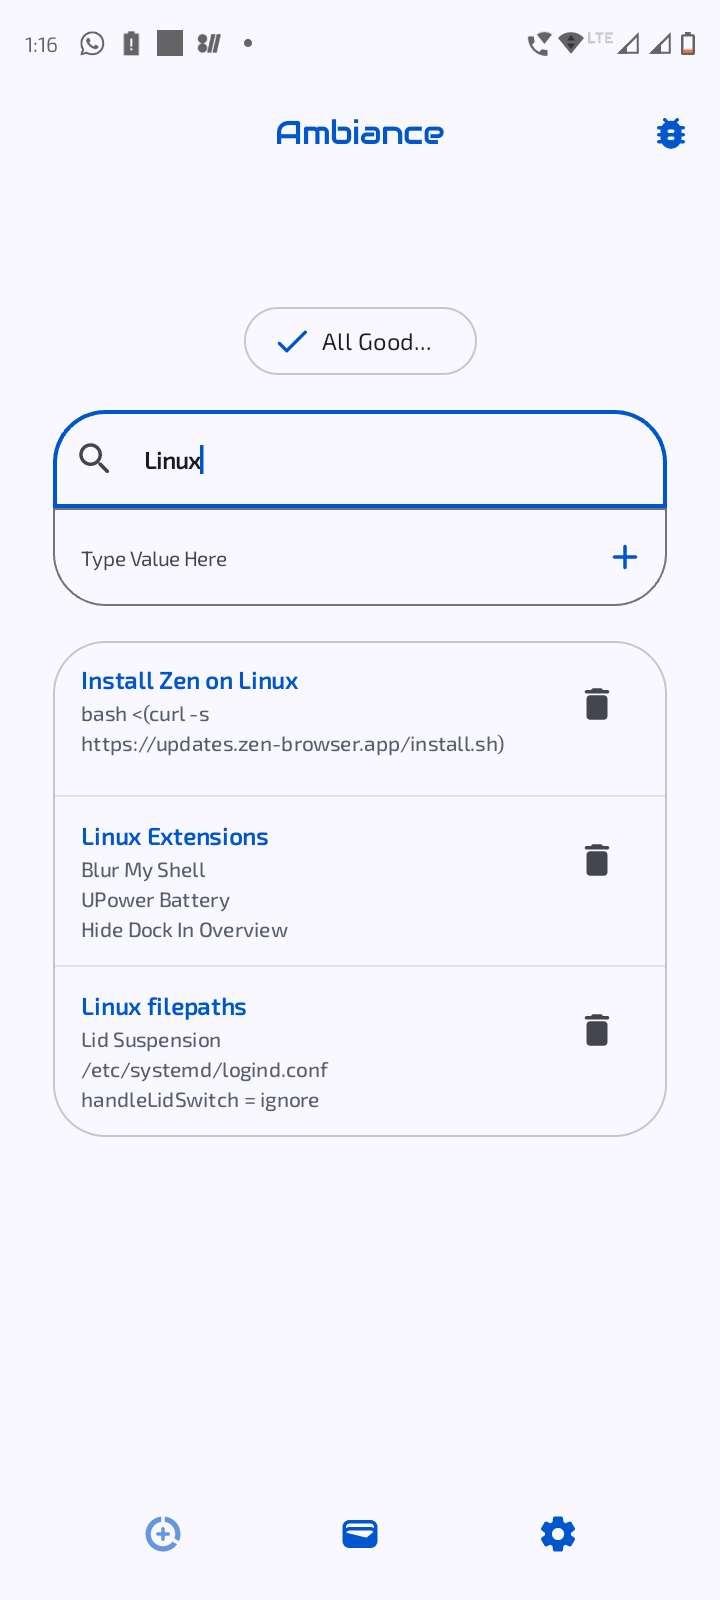 1:16
LTE
Ambiance
All Good...
Linux
Type Value Here
Install Zen on Linux
bash <(curl -s
https://updates.zen-browser.app/install.sh)
Linux Extensions
Blur My Shell
UPower Battery
Hide Dock In Overview
Linux filepaths
Lid Suspension
/etc/systemd/logind.conf
handleLidSwitch = ignore